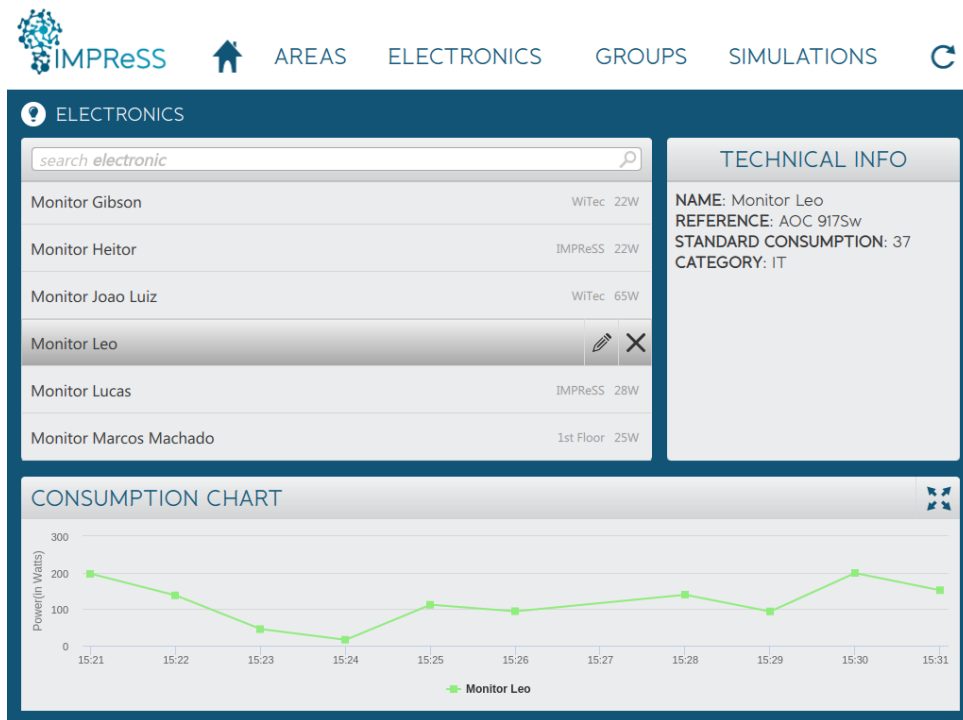 IMPReSS
AREAS ELECTRONICS GROUPS SIMULATIONS
ELECTRONICS
search electronic
Monitor Gibson WiTec 22W
Monitor Heitor IMPReSS 22W
Monitor Joao Luiz WiTec 65W
Monitor Leo
Monitor Lucas IMPReSS 28W
Monitor Marcos Machado 1st Floor 25W
TECHNICAL INFO
NAME: Monitor Leo
REFERENCE: AOC 917Sw
STANDARD CONSUMPTION: 37
CATEGORY: IT
CONSUMPTION CHART
Power(in Watts)
300
200
100
0
15:21 15:22 15:23 15:24 15:25 15:26 15:27 15:28 15:29 15:30 15:31
Monitor Leo